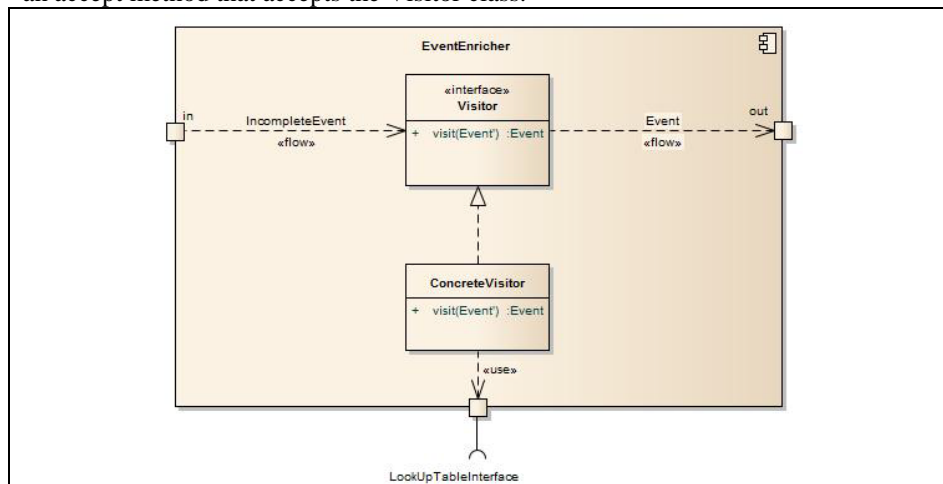 an accept method that accepts the Visitor class.
EventEnricher
«interface»
Visitor
+ visit(Event') :Event
in
IncompleteEvent
«flow»
Event
«flow»
out
ConcreteVisitor
+ visit(Event') :Event
«use»
LookUpTableInterface